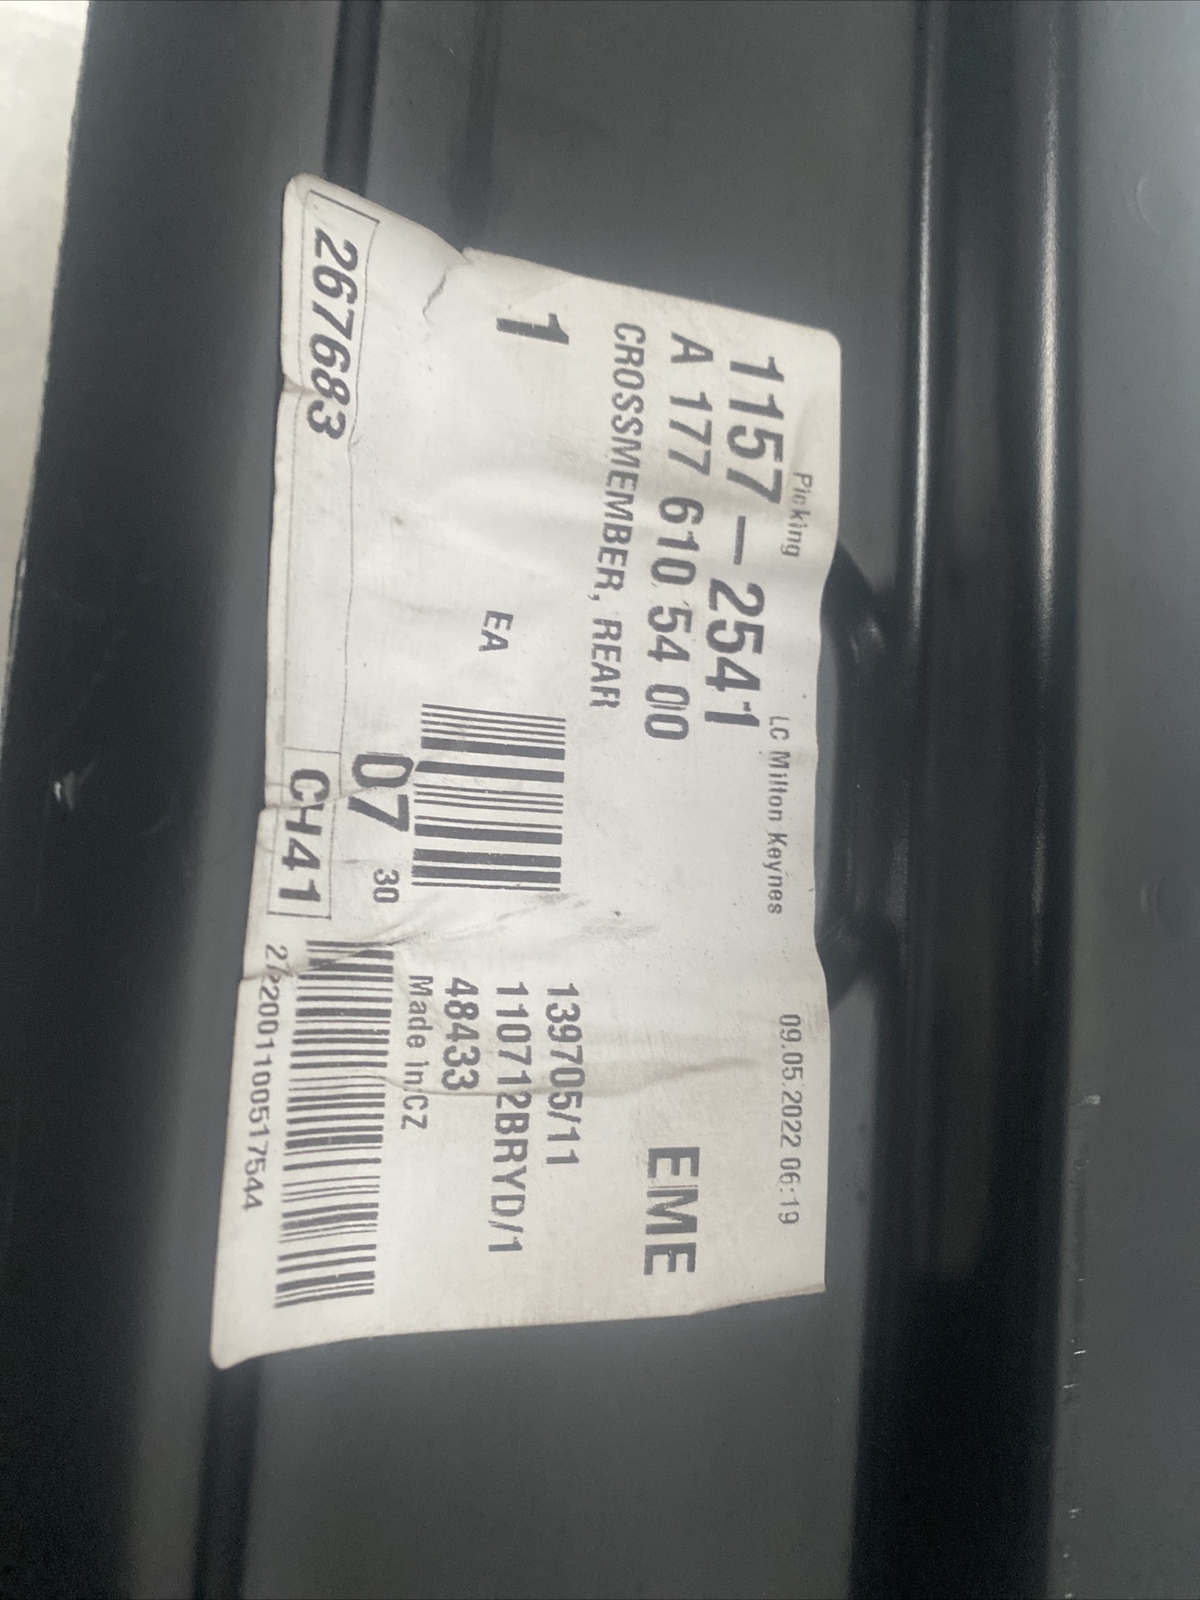 Picking LC Milton Keynes 09.05.2022 06:19
1157-2541
A 177 610 54 00 EME
CROSSMEMBER, REAR
1 EA 139705/11
110712BRYD/1
48433
07 30 Made in:CZ
267683 CH41